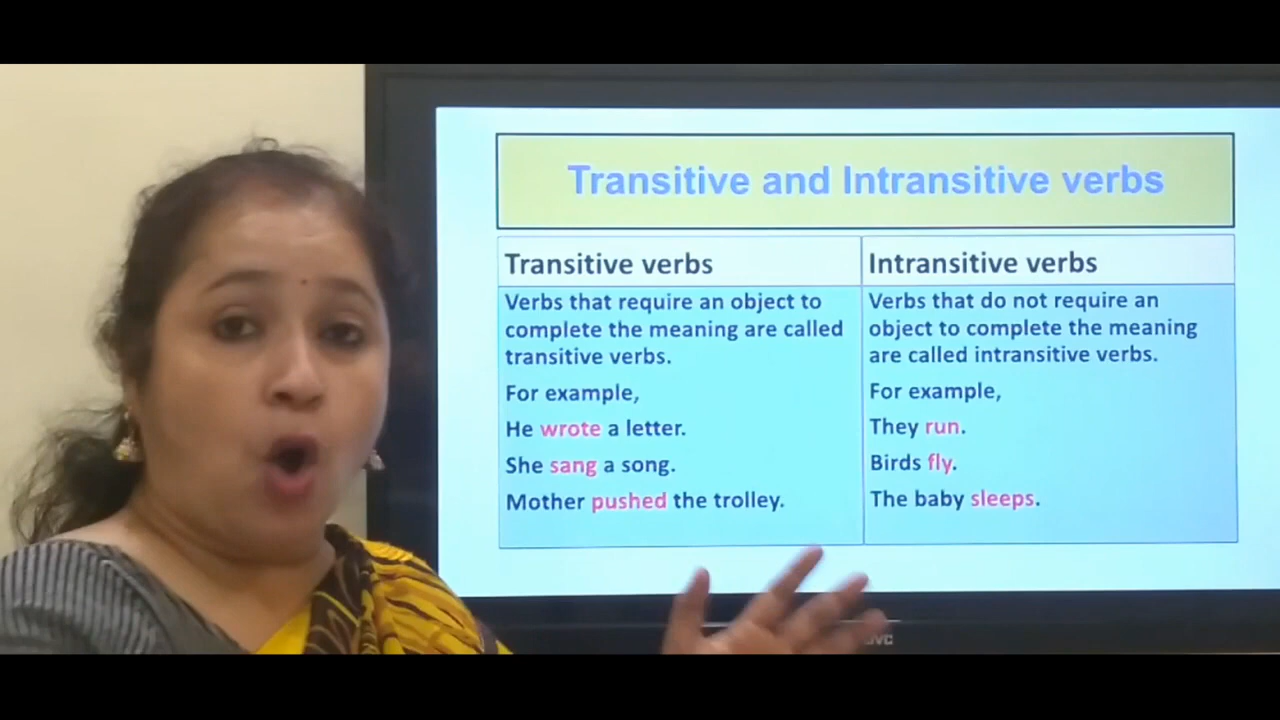 Transitive and Intransitive verbs
Transitive verbs
Verbs that require an object to
complete the meaning are called
transitive verbs.
For example,
He wrote a letter.
She sang a song.
Mother pushed the trolley.
Intransitive verbs
Verbs that do not require an
object to complete the meaning
are called intransitive verbs.
For example,
They run.
Birds fly.
The baby sleeps.